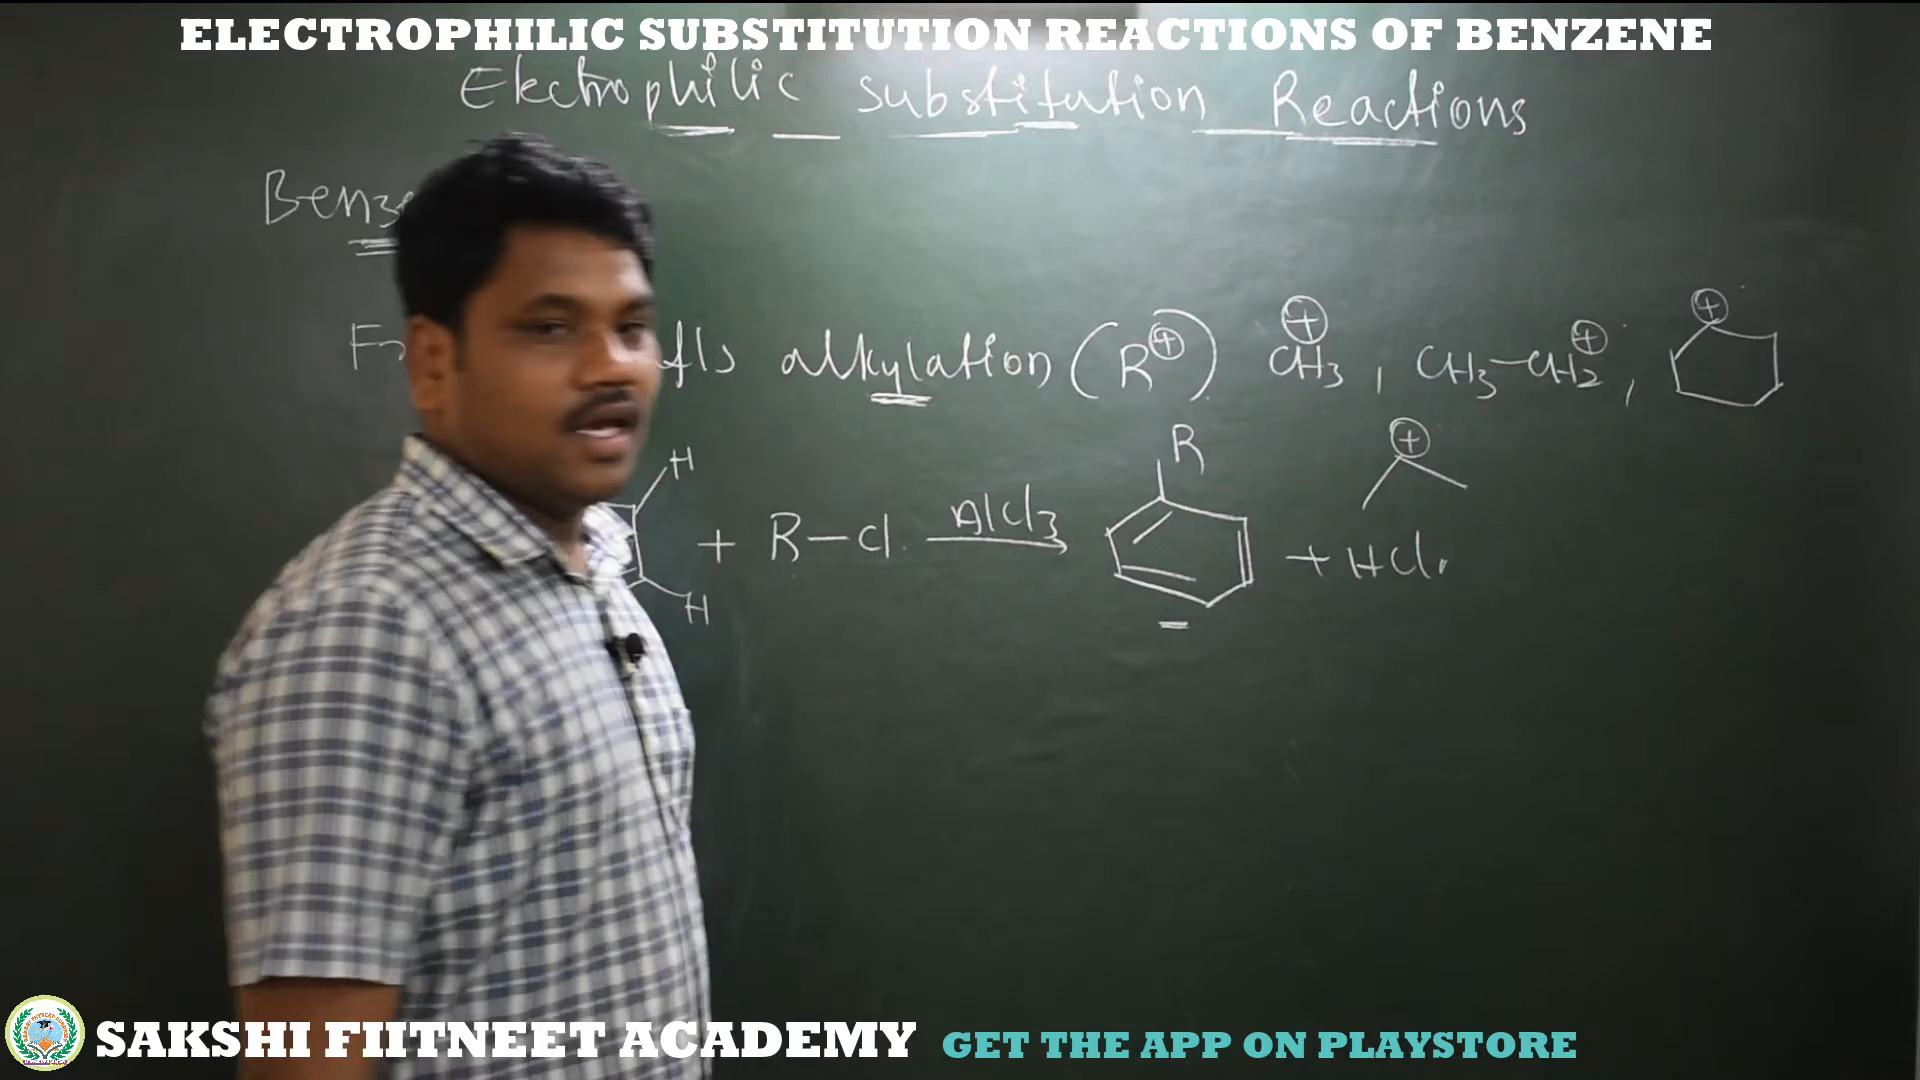 ELECTROPHILIC SUBSTITUTION REACTIONS OF BENZENE
Electrophilic substitution Reactions
alkylation (R⊕) ⊕CH3 , CH3-CH2⊕ , ⊕
⊕
H R
+ R-Cl AlCl3 + HCl.
H
SAKSHI FIITNEET ACADEMY GET THE APP ON PLAYSTORE